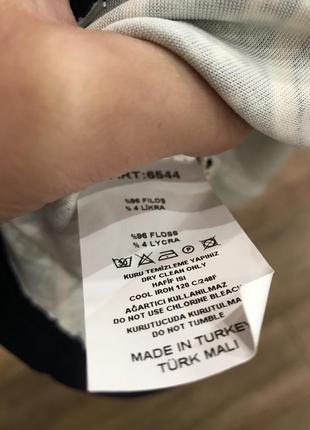 ART:6544
%96 FILOŞ
% 4 LİKRA
%96 FLOSS
% 4 LYCRA
KURU TEMİZLEME YAPINIZ
DRY CLEAN ONLY
HAFİF ISI
COOL IRON 120 C/248F
AĞARTICI KULLANILMAZ
DO NOT USE CHLORINE BLEACH
KURUTUCUDA KURUTULMAZ
DO NOT TUMBLE
MADE IN TURKEY
TÜRK MALI